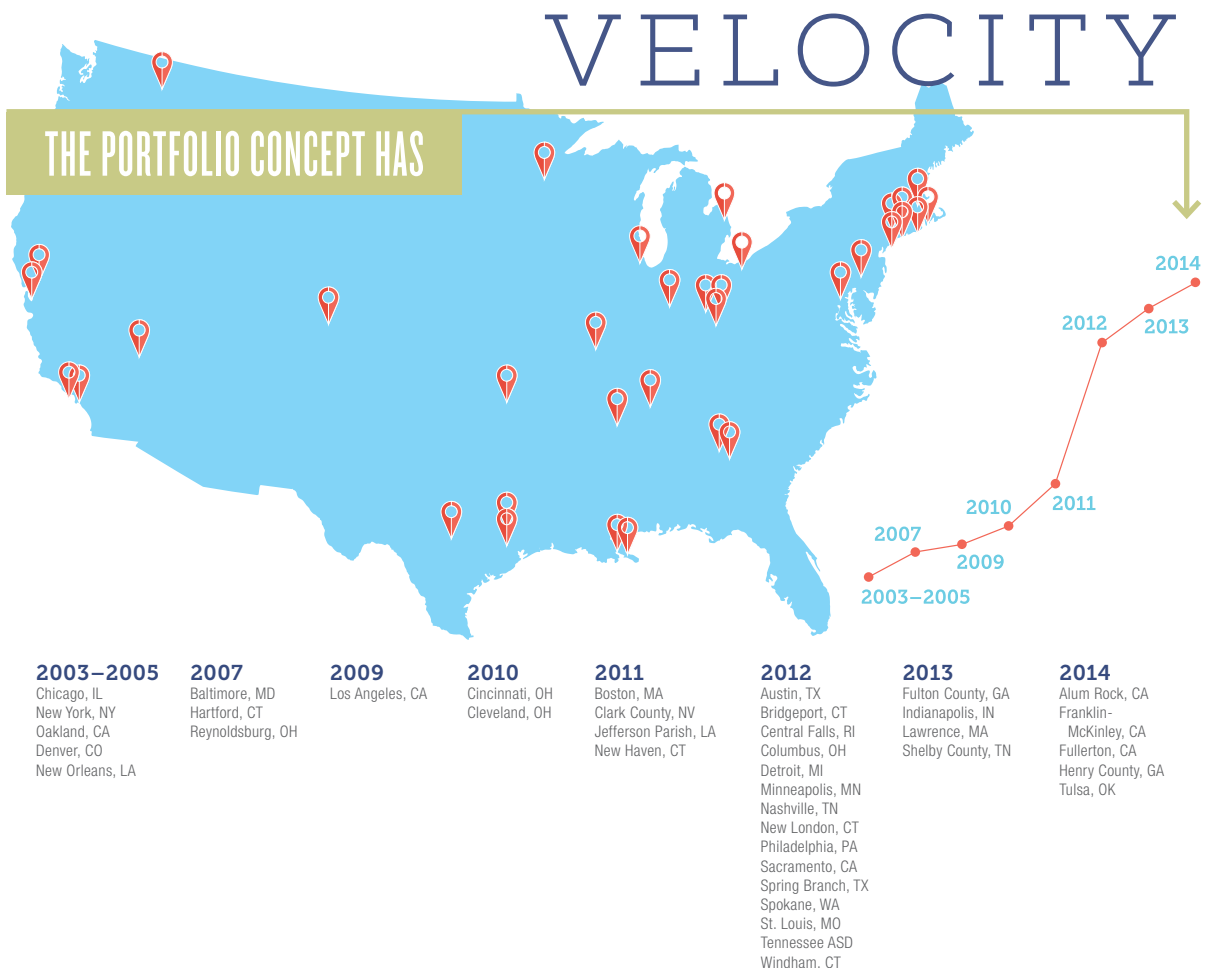 VELOCITY
THE PORTFOLIO CONCEPT HAS
2014
2012
2013
2010
2011
2007
2009
2003–2005
2003–2005
Chicago, IL
New York, NY
Oakland, CA
Denver, CO
New Orleans, LA
2007
Baltimore, MD
Hartford, CT
Reynoldsburg, OH
2009
Los Angeles, CA
2010
Cincinnati, OH
Cleveland, OH
2011
Boston, MA
Clark County, NV
Jefferson Parish, LA
New Haven, CT
2012
Austin, TX
Bridgeport, CT
Central Falls, RI
Columbus, OH
Detroit, MI
Minneapolis, MN
Nashville, TN
New London, CT
Philadelphia, PA
Sacramento, CA
Spring Branch, TX
Spokane, WA
St. Louis, MO
Tennessee ASD
Windham, CT
2013
Fulton County, GA
Indianapolis, IN
Lawrence, MA
Shelby County, TN
2014
Alum Rock, CA
Franklin-
McKinley, CA
Fullerton, CA
Henry County, GA
Tulsa, OK